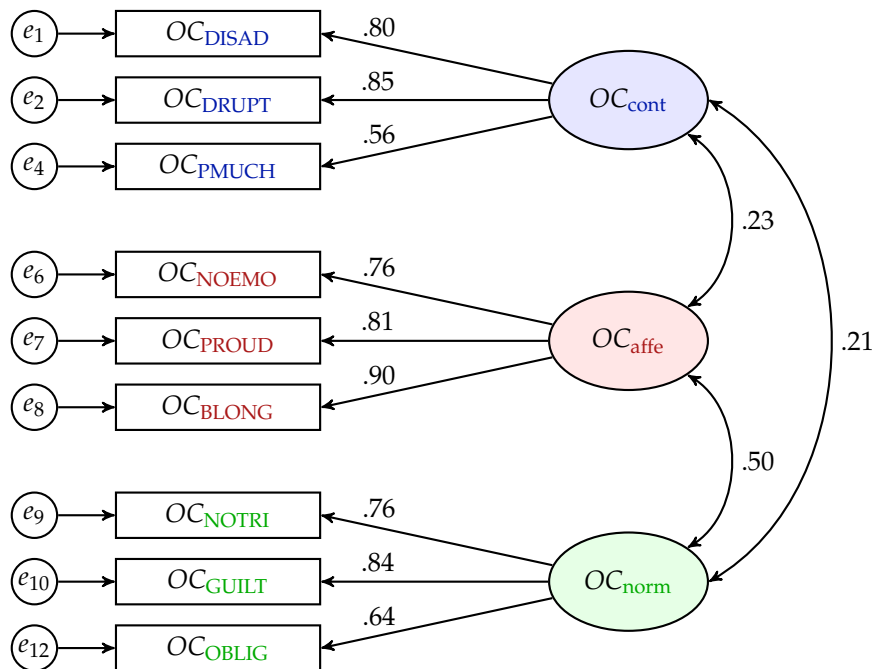 e1 OCDISAD .80
e2 OCDRUPT .85 OCcont
e4 OCPMUCH .56
.23
e6 OCNOEMO .76
e7 OCPROUD .81 OCaffe .21
e8 OCBLONG .90
.50
e9 OCNOTRI .76
e10 OCGUILT .84 OCnorm
e12 OCOBLIG .64